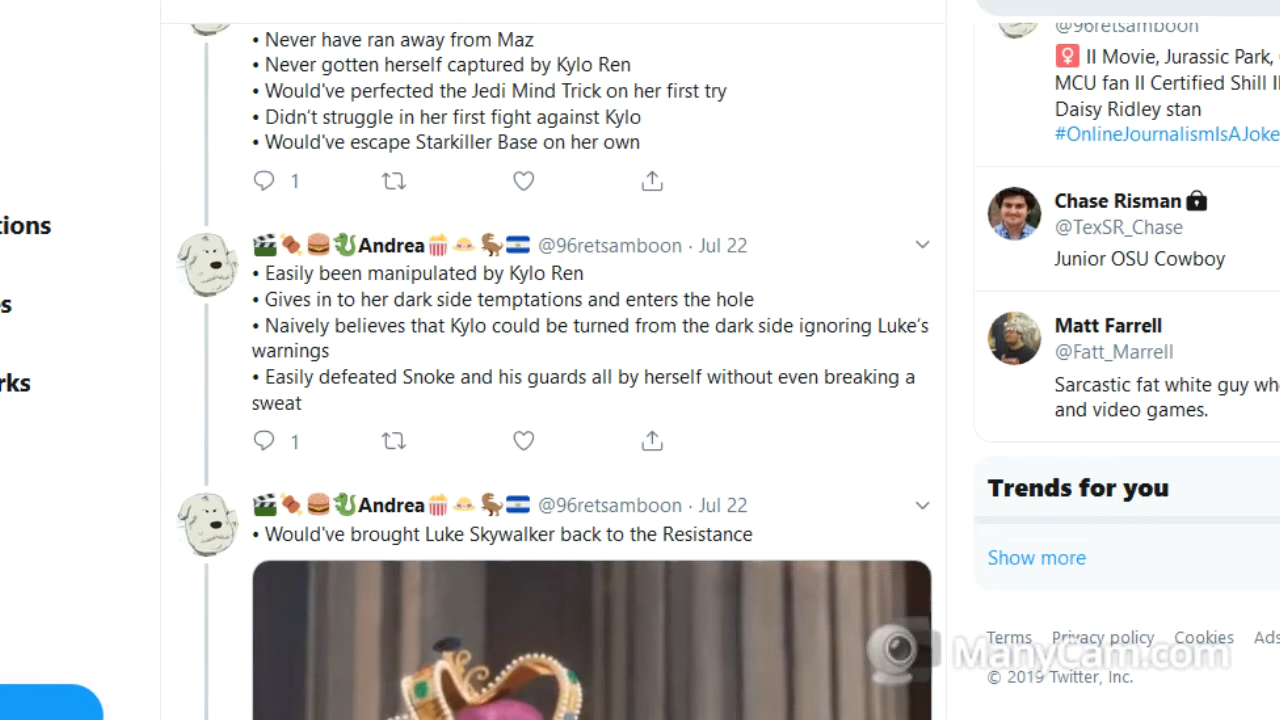 • Never have ran away from Maz
• Never gotten herself captured by Kylo Ren
• Would've perfected the Jedi Mind Trick on her first try
• Didn't struggle in her first fight against Kylo
• Would've escape Starkiller Base on her own
1
Andrea @96retsamboon · Jul 22
• Easily been manipulated by Kylo Ren
• Gives in to her dark side temptations and enters the hole
• Naively believes that Kylo could be turned from the dark side ignoring Luke's
warnings
• Easily defeated Snoke and his guards all by herself without even breaking a
sweat
1
Andrea @96retsamboon · Jul 22
• Would've brought Luke Skywalker back to the Resistance
tions
s
rks
@96retsamboon
II Movie, Jurassic Park,
MCU fan II Certified Shill II
Daisy Ridley stan
#OnlineJournalismIsAJoke
Chase Risman
@TexSR_Chase
Junior OSU Cowboy
Matt Farrell
@Fatt_Marrell
Sarcastic fat white guy wh
and video games.
Trends for you
Show more
Terms Privacy policy Cookies Ads
© 2019 Twitter, Inc.
ManyCam.com